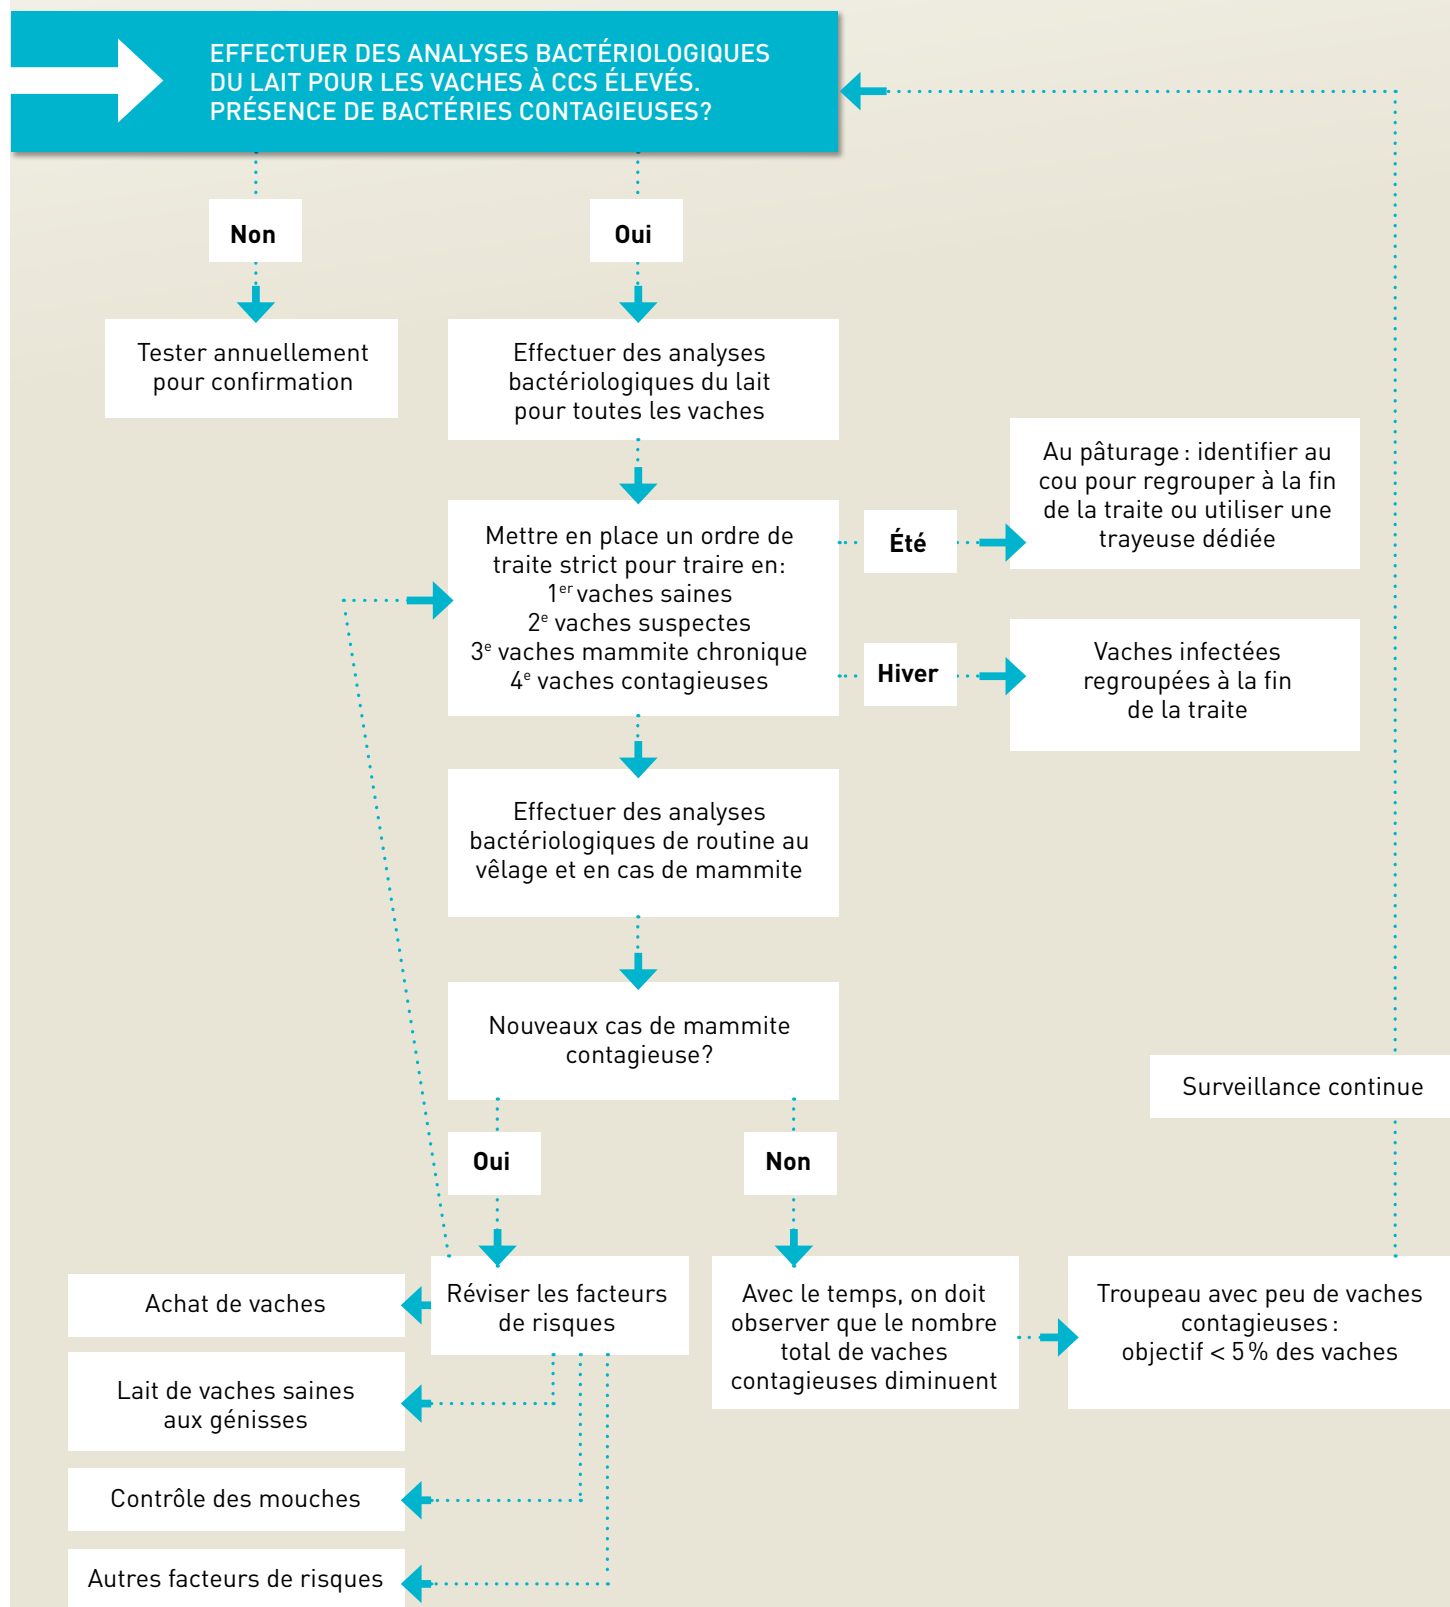 EFFECTUER DES ANALYSES BACTÉRIOLOGIQUES
DU LAIT POUR LES VACHES À CCS ÉLEVÉS.
PRÉSENCE DE BACTÉRIES CONTAGIEUSES?
Non
Oui
Tester annuellement
pour confirmation
Effectuer des analyses
bactériologiques du lait
pour toutes les vaches
Mettre en place un ordre de
traite strict pour traire en:
1er vaches saines
2e vaches suspectes
3e vaches mammite chronique
4e vaches contagieuses
Été
Au pâturage : identifier au
cou pour regrouper à la fin
de la traite ou utiliser une
trayeuse dédiée
Hiver
Vaches infectées
regroupées à la fin
de la traite
Effectuer des analyses
bactériologiques de routine au
vêlage et en cas de mammite
Nouveaux cas de mammite
contagieuse?
Oui
Non
Surveillance continue
Réviser les facteurs
de risques
Achat de vaches
Lait de vaches saines
aux génisses
Contrôle des mouches
Autres facteurs de risques
Avec le temps, on doit
observer que le nombre
total de vaches
contagieuses diminuent
Troupeau avec peu de vaches
contagieuses :
objectif < 5 % des vaches